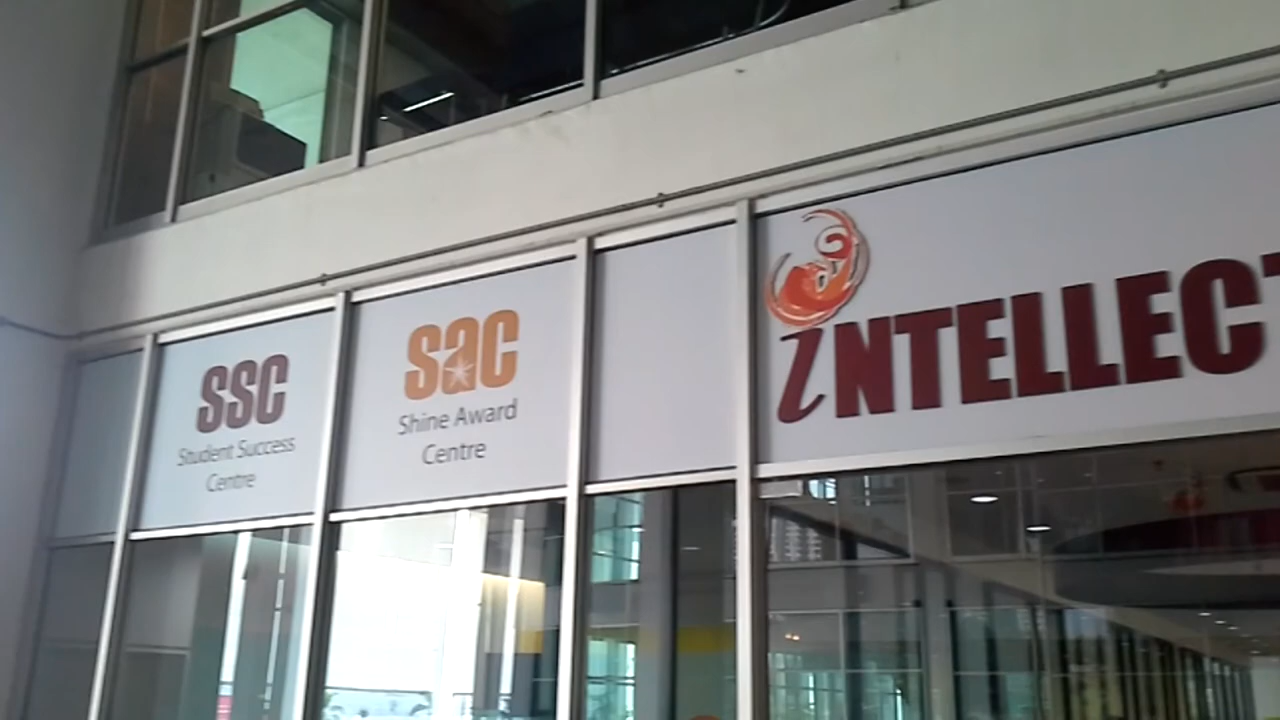 SSC
Student Success
Centre
sac
Shine Award
Centre
iNTELLECT